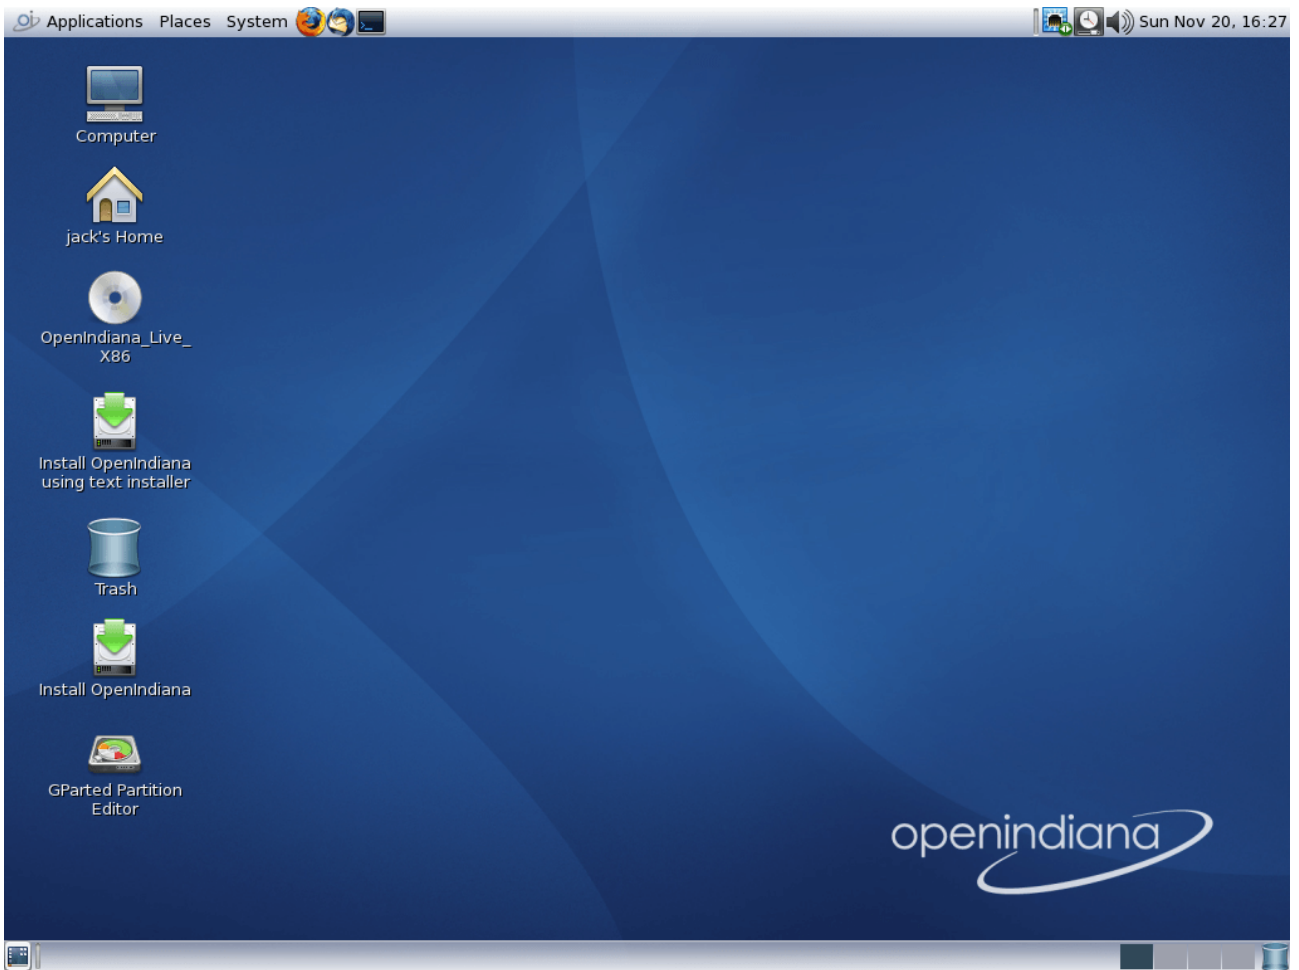 Applications Places System Sun Nov 20, 16:27
Computer
jack's Home
OpenIndiana_Live_
X86
Install OpenIndiana
using text installer
Trash
Install OpenIndiana
GParted Partition
Editor
openindiana